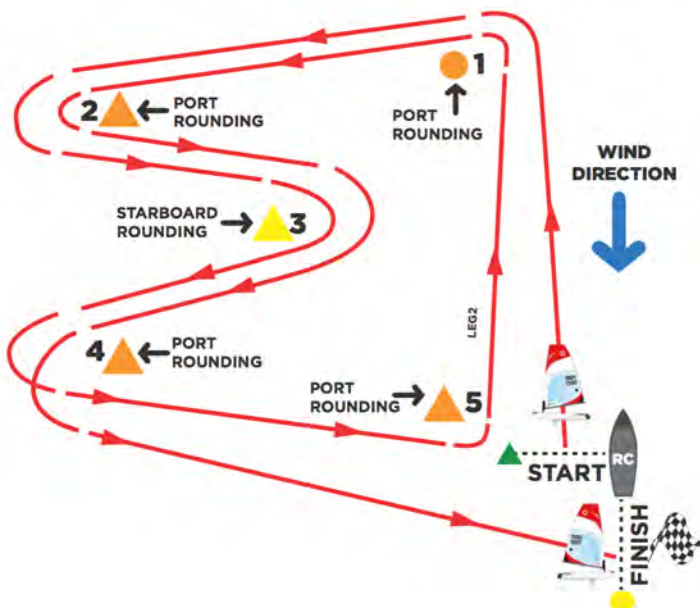 1
PORT
ROUNDING
2
PORT
ROUNDING
WIND
DIRECTION
STARBOARD
ROUNDING
3
4
PORT
ROUNDING
LEG2
PORT
ROUNDING
5
START
RC
FINISH